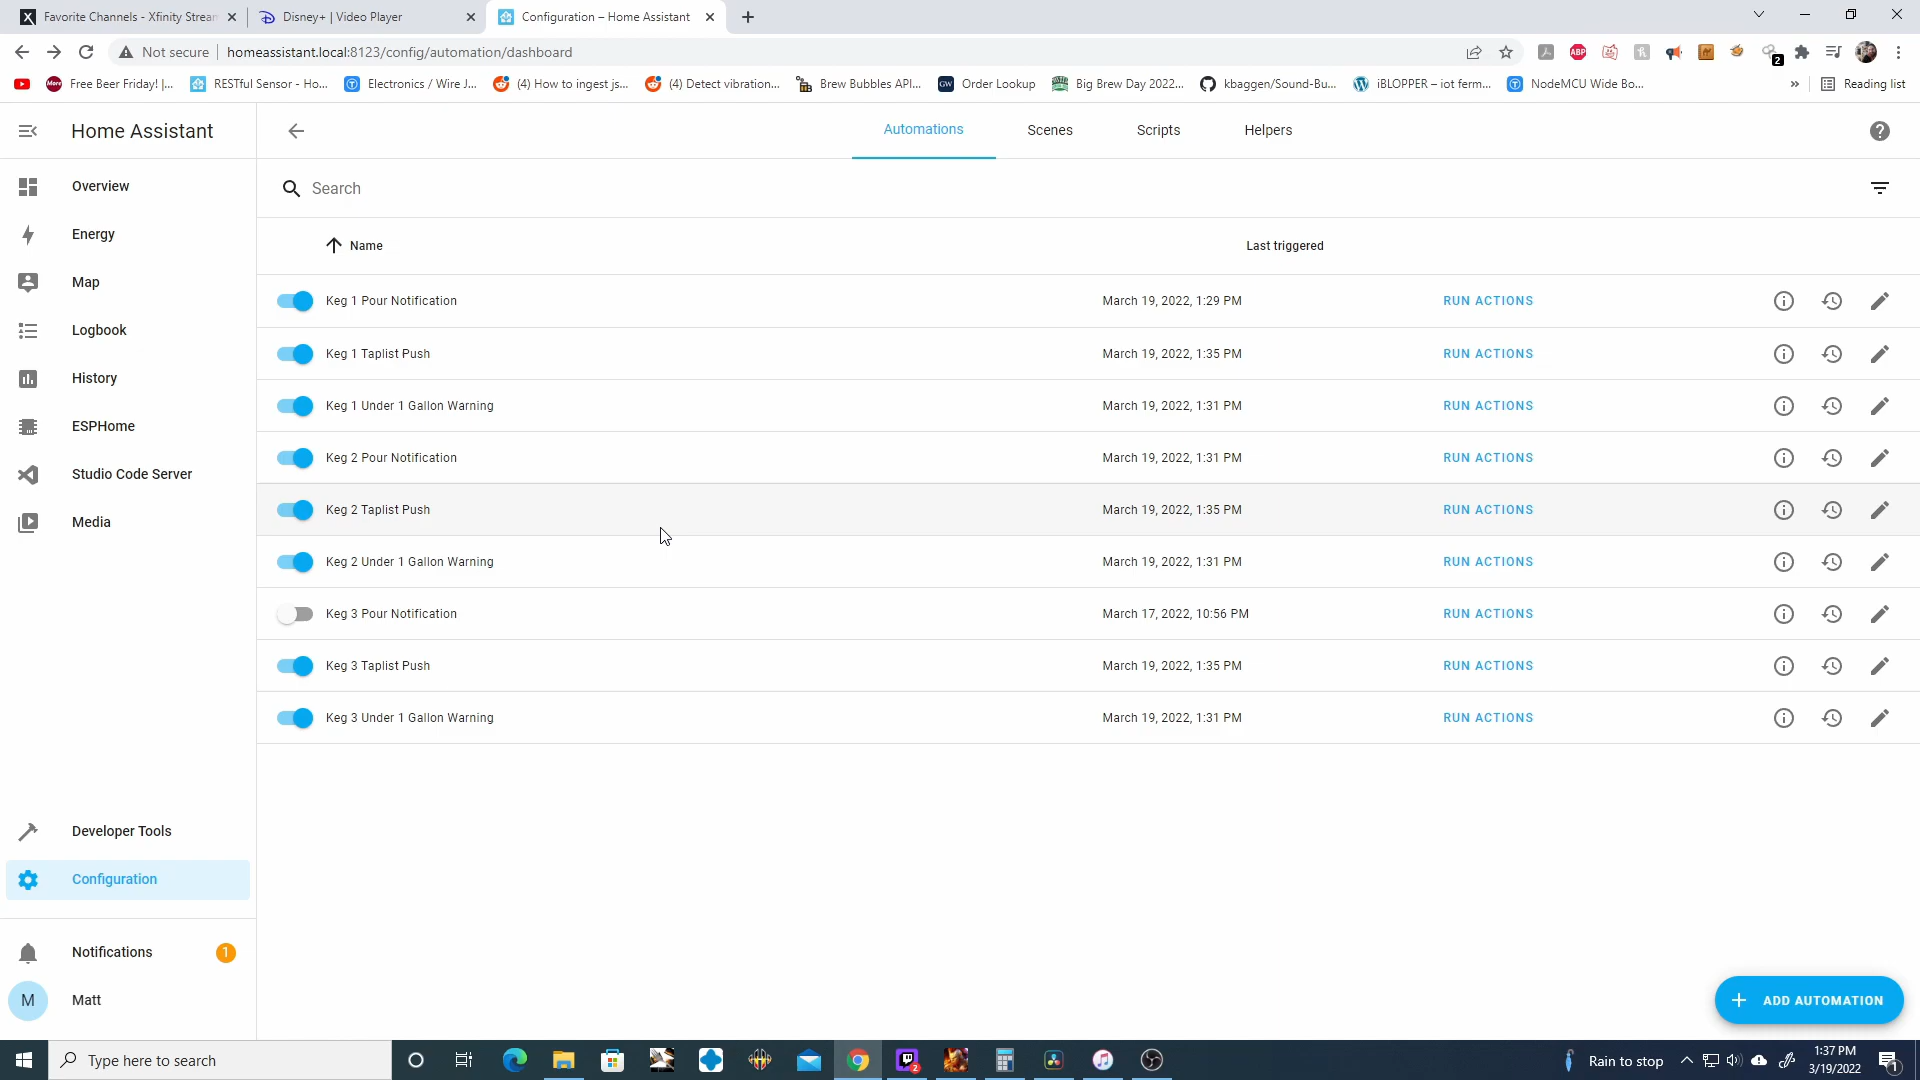 Favorite Channels - Xfinity Strean
Disney+ | Video Player
Configuration – Home Assistant
Not secure
homeassistant.local:8123/config/automation/dashboard
ABP
2
Free Beer Friday! |...
RESTful Sensor - Ho...
Electronics / Wire J...
(4) How to ingest js...
(4) Detect vibration...
Brew Bubbles API...
GW
Order Lookup
Big Brew Day 2022...
kbaggen/Sound-Bu...
iBLOPPER – iot ferm...
NodeMCU Wide Bo...
»
Reading list
Home Assistant
Automations
Scenes
Scripts
Helpers
Overview
Energy
Map
Logbook
History
ESPHome
Studio Code Server
Media
Developer Tools
Configuration
Notifications
1
M
Matt
Search
Name
Last triggered
Keg 1 Pour Notification March 19, 2022, 1:29 PM RUN ACTIONS
Keg 1 Taplist Push March 19, 2022, 1:35 PM RUN ACTIONS
Keg 1 Under 1 Gallon Warning March 19, 2022, 1:31 PM RUN ACTIONS
Keg 2 Pour Notification March 19, 2022, 1:31 PM RUN ACTIONS
Keg 2 Taplist Push March 19, 2022, 1:35 PM RUN ACTIONS
Keg 2 Under 1 Gallon Warning March 19, 2022, 1:31 PM RUN ACTIONS
Keg 3 Pour Notification March 17, 2022, 10:56 PM RUN ACTIONS
Keg 3 Taplist Push March 19, 2022, 1:35 PM RUN ACTIONS
Keg 3 Under 1 Gallon Warning March 19, 2022, 1:31 PM RUN ACTIONS
+ ADD AUTOMATION
Type here to search
2
Rain to stop
1:37 PM
3/19/2022
1